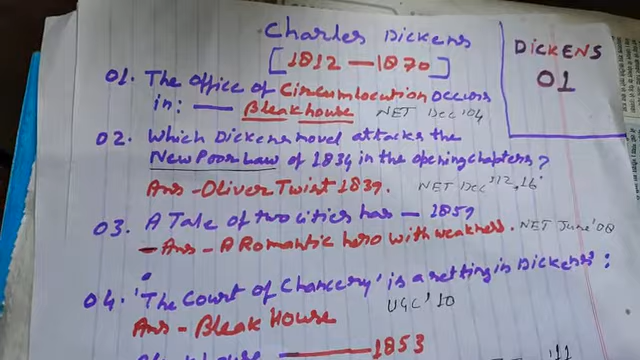 Charles Dickens
[1812 — 1870]
DICKENS
01
01. The Office of Circumlocution occurs
in: — Bleak house NET Dec '04
02. Which Dickens novel attacks the
New Poor Law of 1834 in the opening chapters?
Ans - Oliver Twist 1839. NET Dec '12, 16'
03. A Tale of two cities has — 1859
- Ans - A Romantic hero with weakness. NET June '08
04. 'The Court of Chancery' is a setting in Dickens':
UGC '10
Ans - Bleak House
— 1853
'11